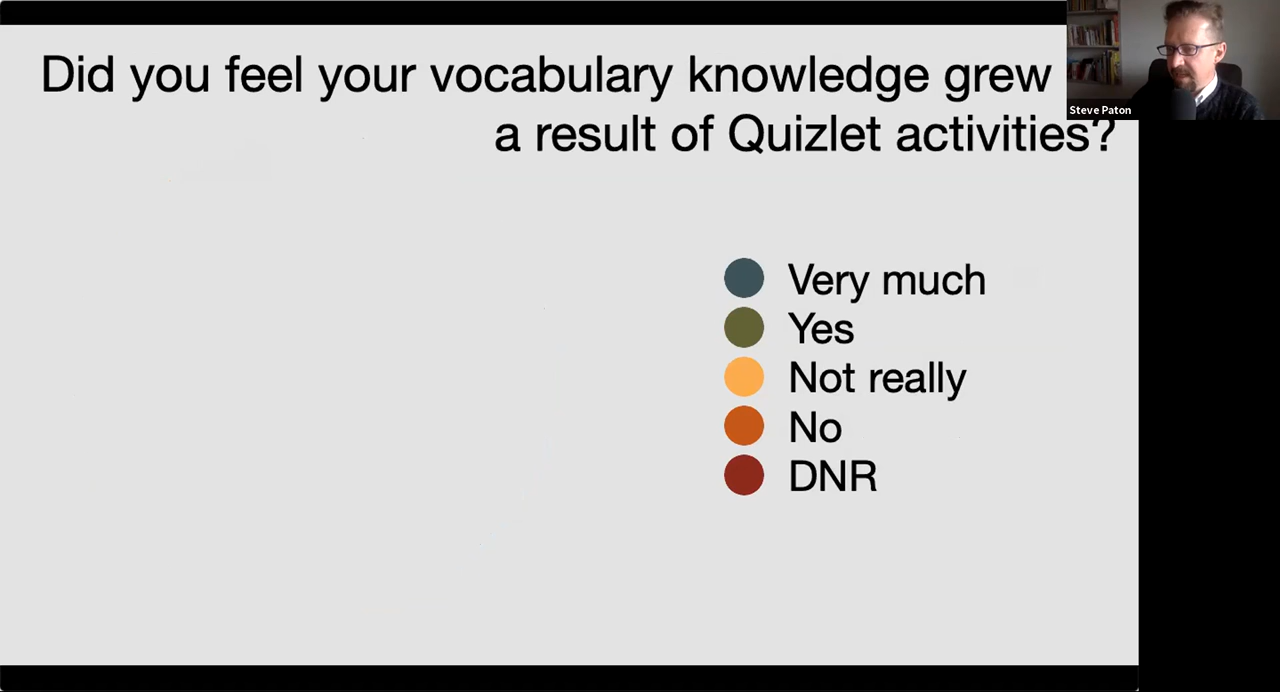 Did you feel your vocabulary knowledge grew
a result of Quizlet activities?
Steve Paton
Very much
Yes
Not really
No
DNR